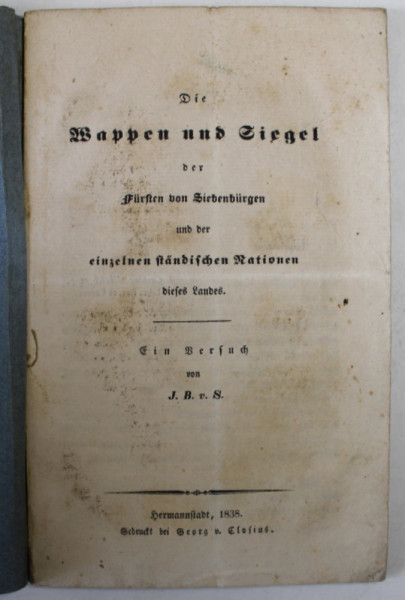 Die
Wappen und Siegel
der
Fürsten von Siebenbürgen
und der
einzelnen ständischen Nationen
dieses Landes.
Ein Versuch
von
J. B. v. S.
Hermannstadt, 1838.
Gedruckt bei Georg v. Closius.